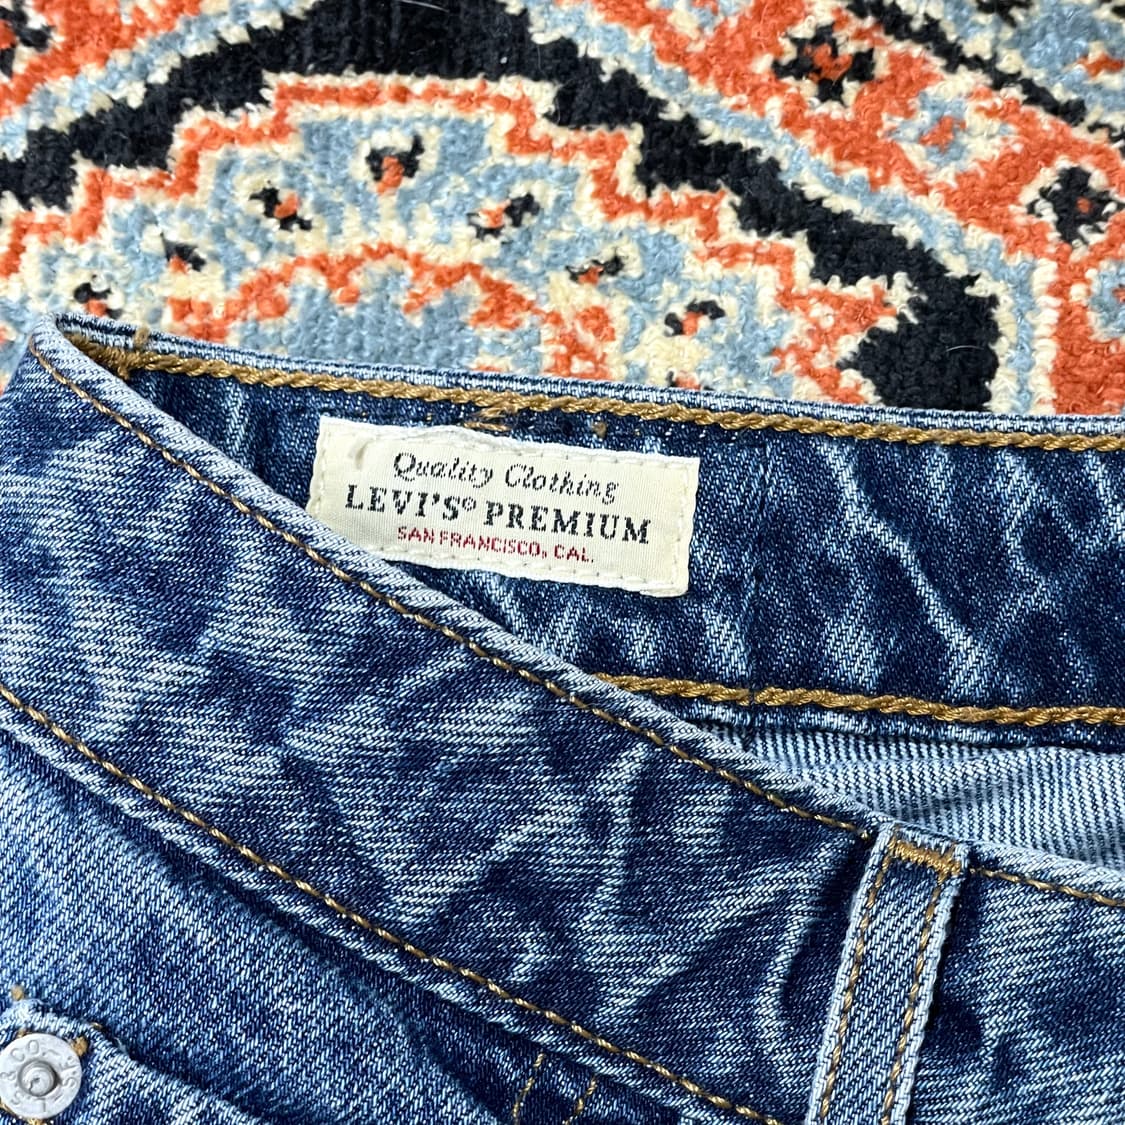 Quality Clothing
LEVI'S® PREMIUM
SAN FRANCISCO, CAL.